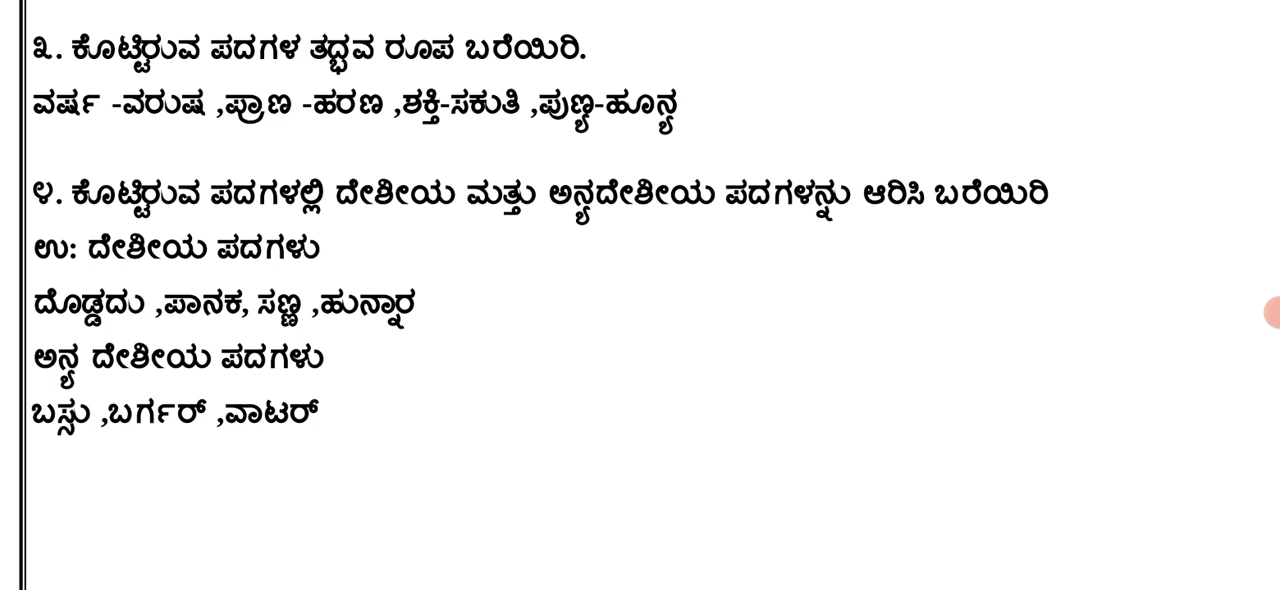 ೩. ಕೊಟ್ಟಿರುವ ಪದಗಳ ತದ್ಭವ ರೂಪ ಬರೆಯಿರಿ.
ವರ್ಷ -ವರುಷ ,ಪ್ರಾಣ -ಹರಣ ,ಶಕ್ತಿ-ಸಕುತಿ ,ಪುಣ್ಯ-ಹೂನ್ಯ
೪. ಕೊಟ್ಟಿರುವ ಪದಗಳಲ್ಲಿ ದೇಶೀಯ ಮತ್ತು ಅನ್ಯದೇಶೀಯ ಪದಗಳನ್ನು ಆರಿಸಿ ಬರೆಯಿರಿ
ಉ: ದೇಶೀಯ ಪದಗಳು
ದೊಡ್ಡದು ,ಪಾನಕ, ಸಣ್ಣ ,ಹುನ್ನಾರ
ಅನ್ಯ ದೇಶೀಯ ಪದಗಳು
ಬಸ್ಸು ,ಬರ್ಗರ್ ,ವಾಟರ್